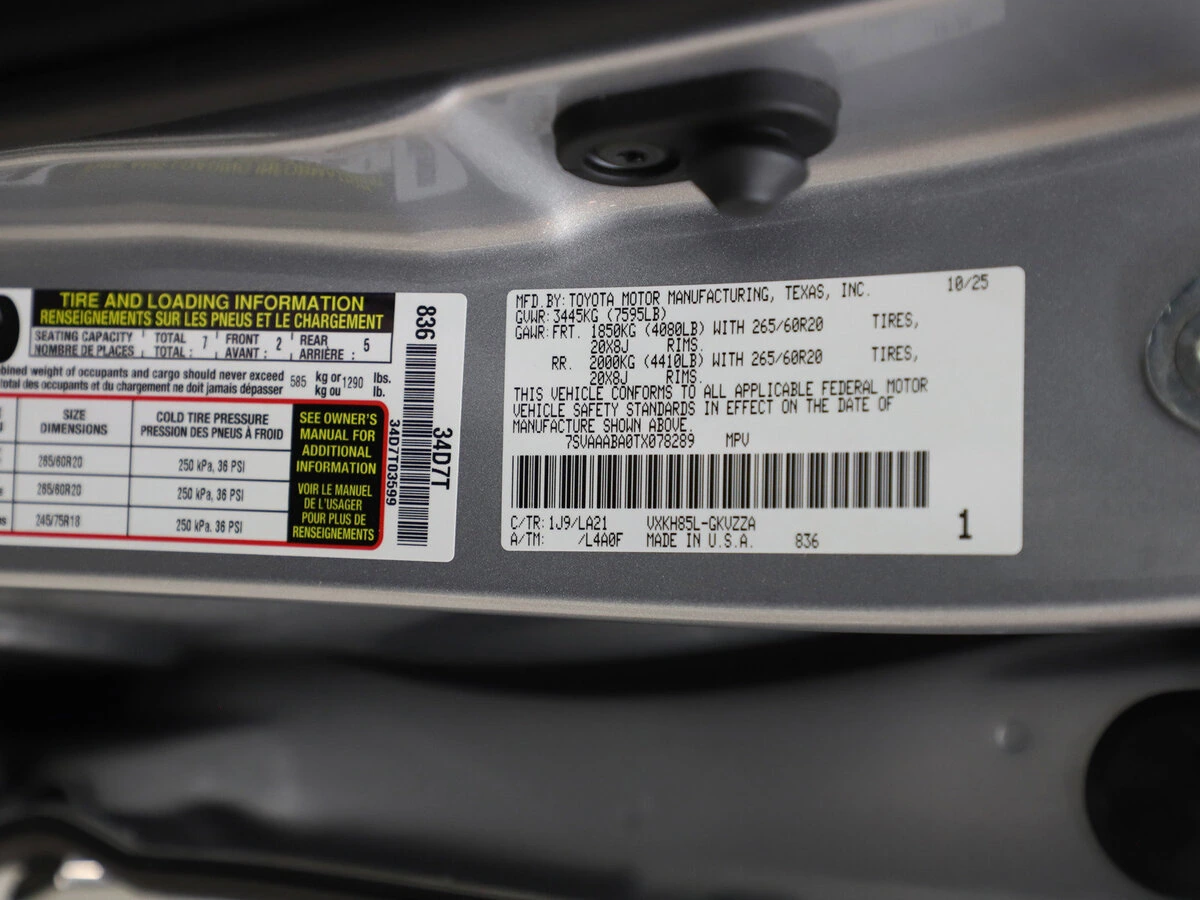 TIRE AND LOADING INFORMATION
RENSEIGNEMENTS SUR LES PNEUS ET LE CHARGEMENT
SEATING CAPACITY TOTAL 7 FRONT 2 REAR 5
NOMBRE DE PLACES TOTAL : AVANT : ARRIÈRE :
weight of occupants and cargo should never exceed 585 kg or 1290 lbs.
total des occupants et du chargement ne doit jamais dépasser kg ou lb.
SIZE COLD TIRE PRESSURE
DIMENSIONS PRESSION DES PNEUS À FROID
265/60R20 250 kPa, 36 PSI
265/60R20 250 kPa, 36 PSI
245/75R18 250 kPa, 36 PSI
SEE OWNER'S
MANUAL FOR
ADDITIONAL
INFORMATION
VOIR LE MANUEL
DE L'USAGER
POUR PLUS DE
RENSEIGNEMENTS
836
34D7T
34D7T03599
MFD.BY: TOYOTA MOTOR MANUFACTURING, TEXAS, INC. 10/25
GVWR: 3445KG (7595LB)
GAWR: FRT. 1850KG (4080LB) WITH 265/60R20 TIRES,
20X8J RIMS.
RR. 2000KG (4410LB) WITH 265/60R20 TIRES,
20X8J RIMS.
THIS VEHICLE CONFORMS TO ALL APPLICABLE FEDERAL MOTOR
VEHICLE SAFETY STANDARDS IN EFFECT ON THE DATE OF
MANUFACTURE SHOWN ABOVE.
7SVAAABA0TX078289 MPV
C/TR: 1J9/LA21 VXKH85L-GKVZZA
A/TM: /L4A0F MADE IN U.S.A. 836
1